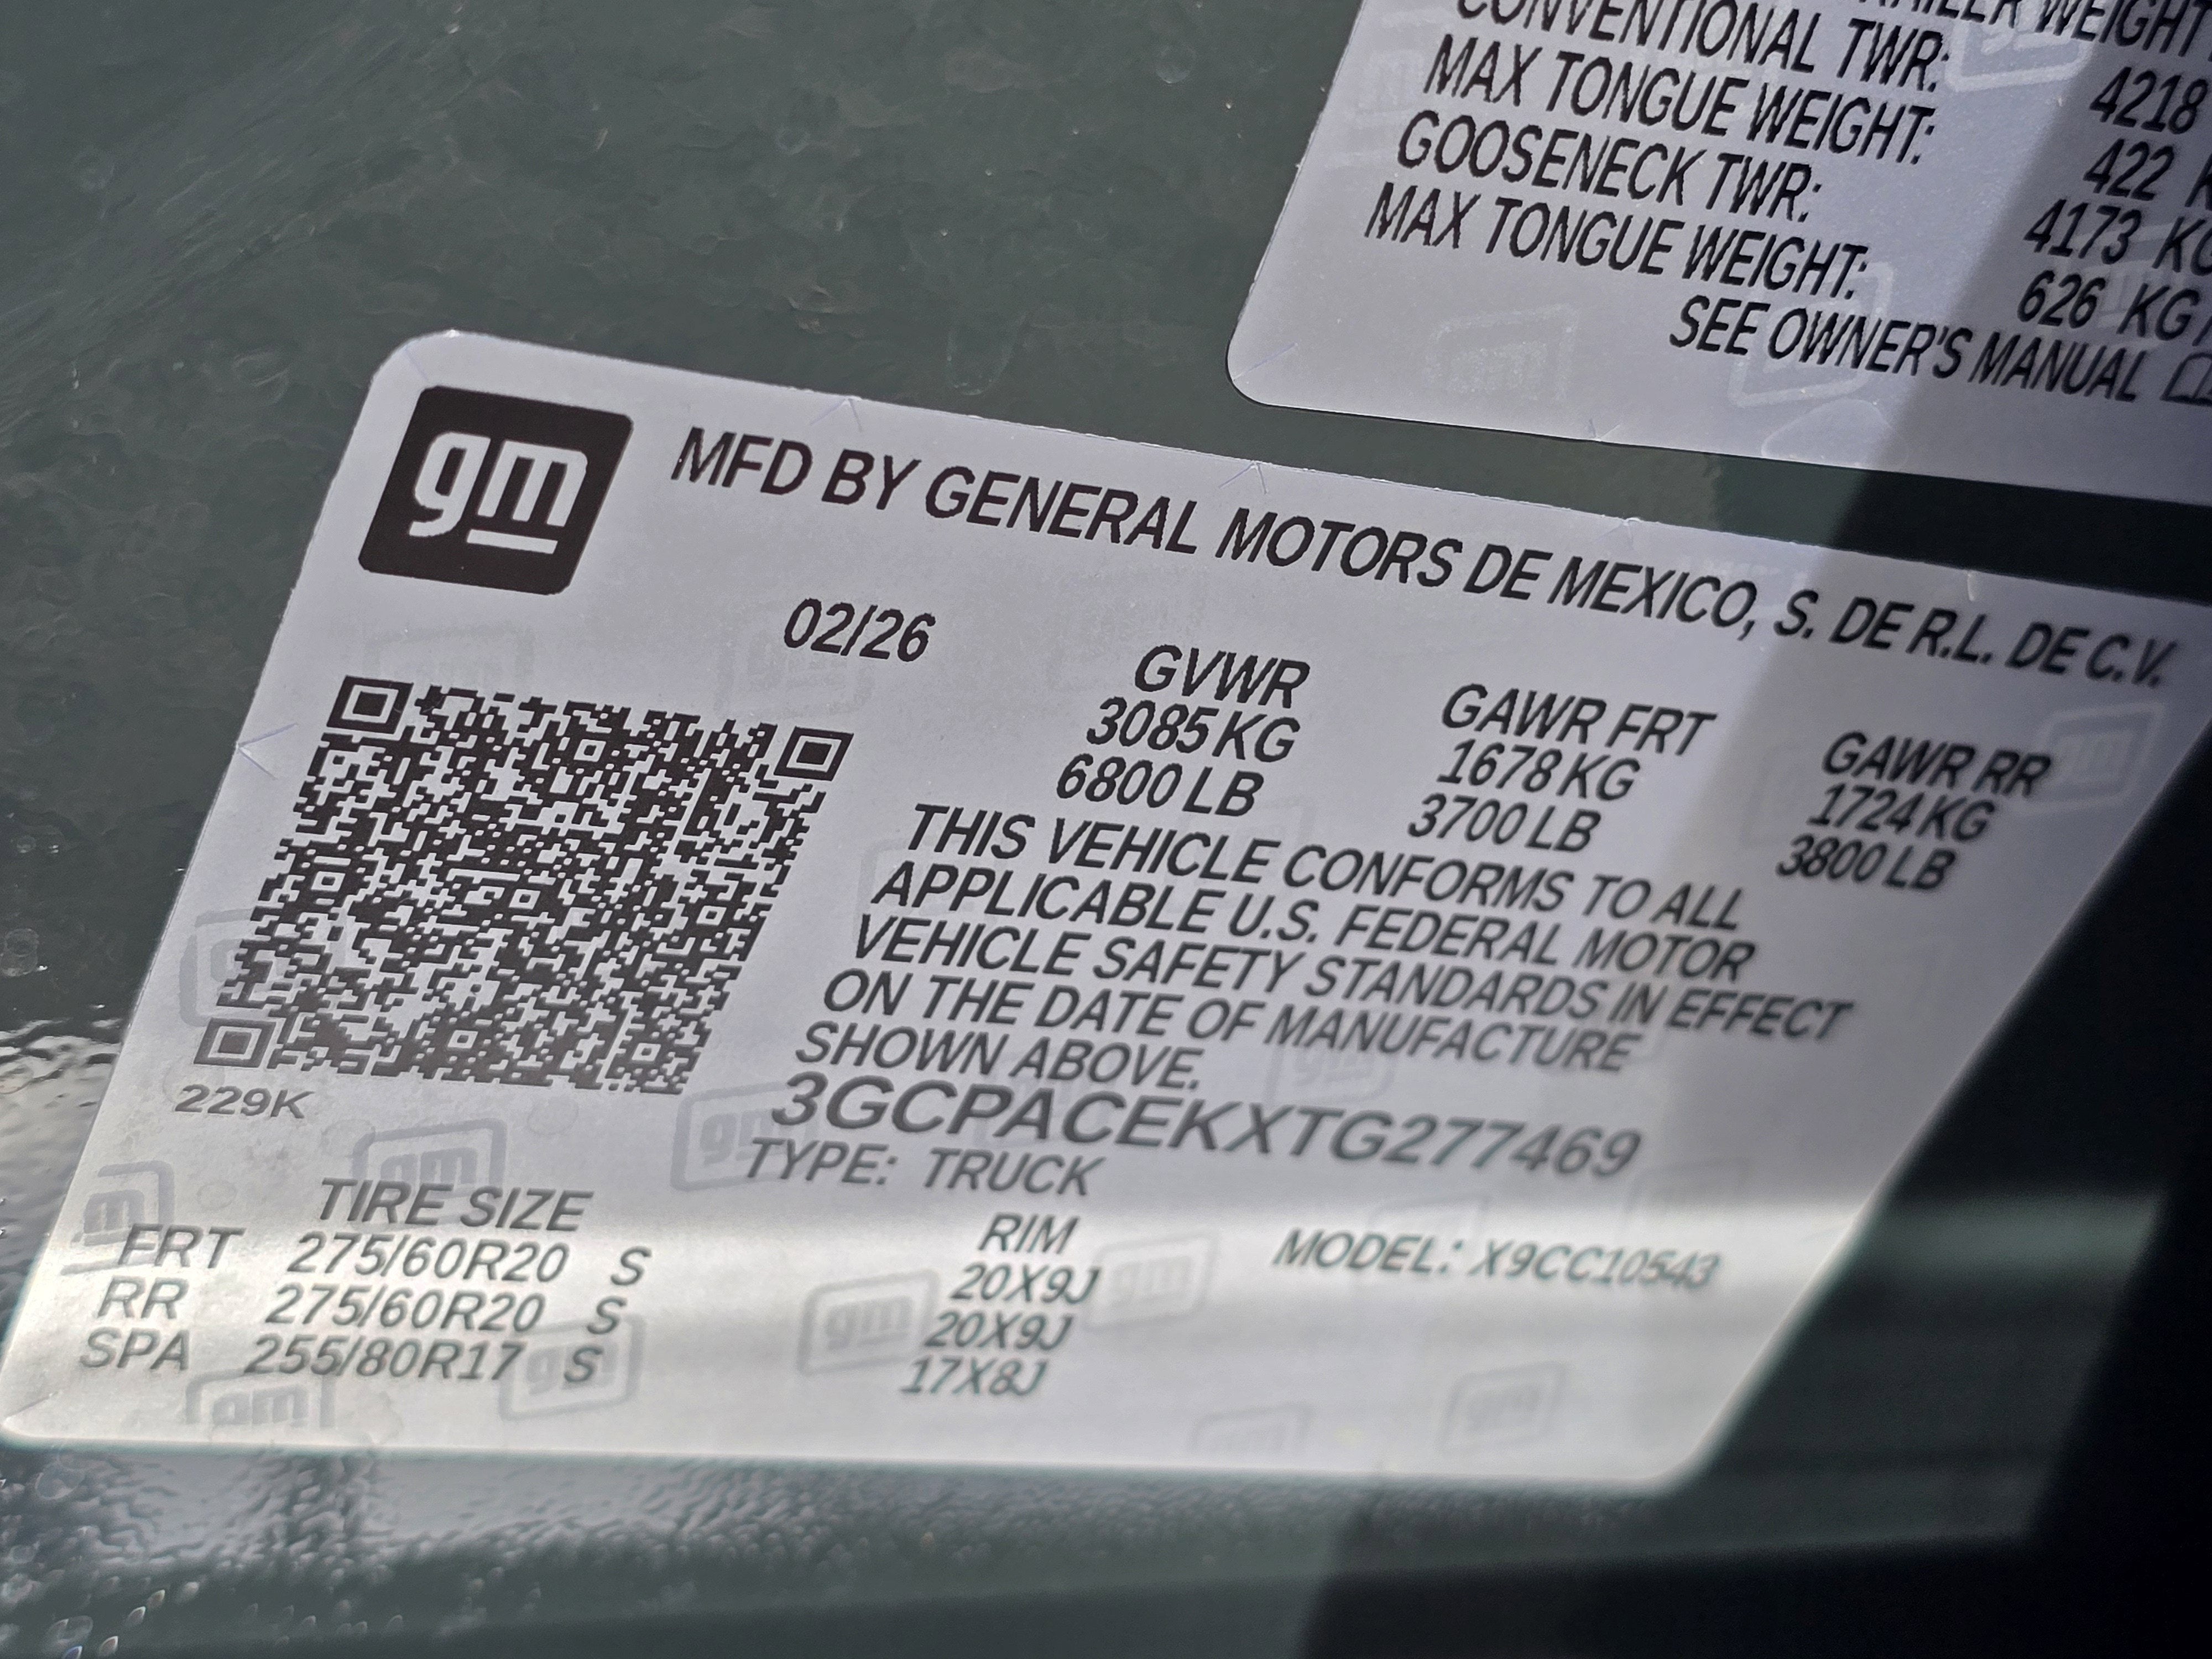 WEIGHT
CONVENTIONAL TWR:
4218
MAX TONGUE WEIGHT:
422
GOOSENECK TWR:
4173 KG
MAX TONGUE WEIGHT:
626 KG
SEE OWNER'S MANUAL
gm
MFD BY GENERAL MOTORS DE MEXICO, S. DE R.L. DE C.V.
02/26
GVWR GAWR FRT GAWR RR
3085 KG 1678 KG 1724 KG
6800 LB 3700 LB 3800 LB
THIS VEHICLE CONFORMS TO ALL
APPLICABLE U.S. FEDERAL MOTOR
VEHICLE SAFETY STANDARDS IN EFFECT
ON THE DATE OF MANUFACTURE
SHOWN ABOVE.
229K
3GCPACEKXTG277469
TYPE: TRUCK
MODEL: X9CC10543
TIRE SIZE RIM
FRT 275/60R20 S 20X9J
RR 275/60R20 S 20X9J
SPA 255/80R17 S 17X8J